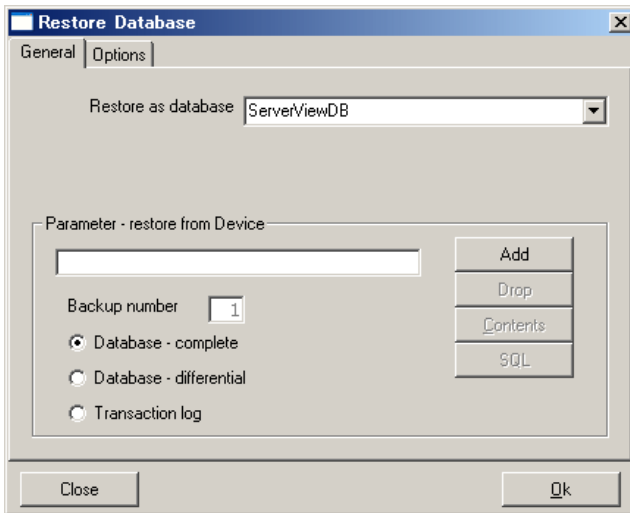 Restore Database
General Options
Restore as database ServerViewDB
Parameter - restore from Device
Add
Drop
Backup number 1
Contents
Database - complete
SQL
Database - differential
Transaction log
Close Ok